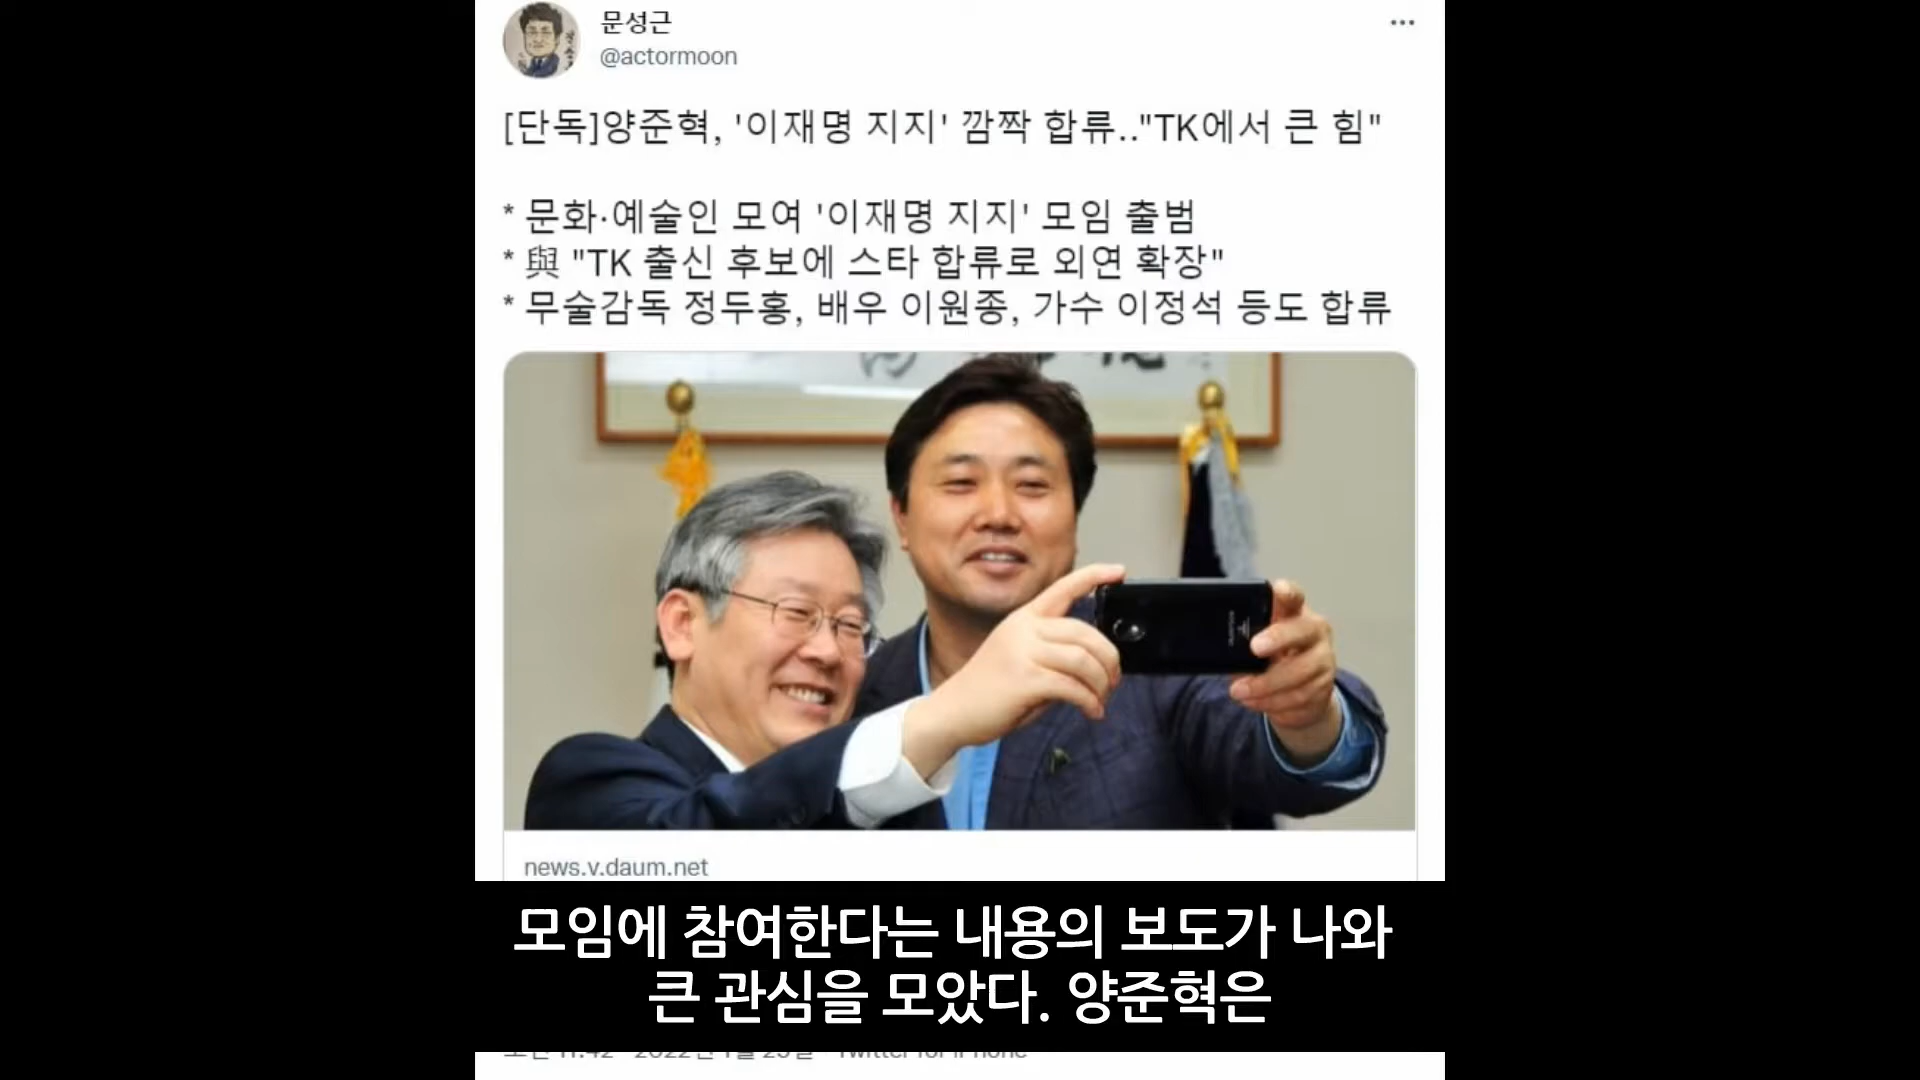 문성근
@actormoon
[단독]양준혁, '이재명 지지' 깜짝 합류.."TK에서 큰 힘"
* 문화·예술인 모여 '이재명 지지' 모임 출범
* 與 "TK 출신 후보에 스타 합류로 외연 확장"
* 무술감독 정두홍, 배우 이원종, 가수 이정석 등도 합류
news.v.daum.net
모임에 참여한다는 내용의 보도가 나와
큰 관심을 모았다. 양준혁은